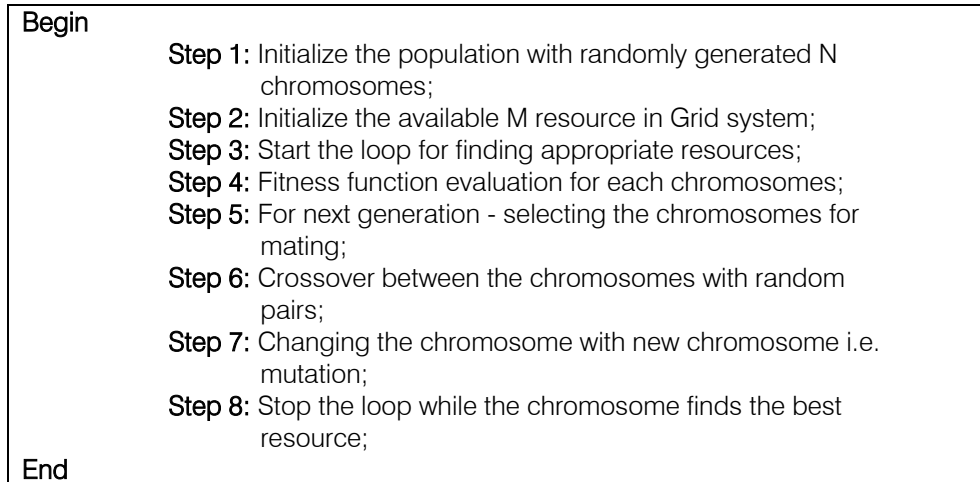 Begin
Step 1: Initialize the population with randomly generated N
chromosomes;
Step 2: Initialize the available M resource in Grid system;
Step 3: Start the loop for finding appropriate resources;
Step 4: Fitness function evaluation for each chromosomes;
Step 5: For next generation - selecting the chromosomes for
mating;
Step 6: Crossover between the chromosomes with random
pairs;
Step 7: Changing the chromosome with new chromosome i.e.
mutation;
Step 8: Stop the loop while the chromosome finds the best
resource;
End